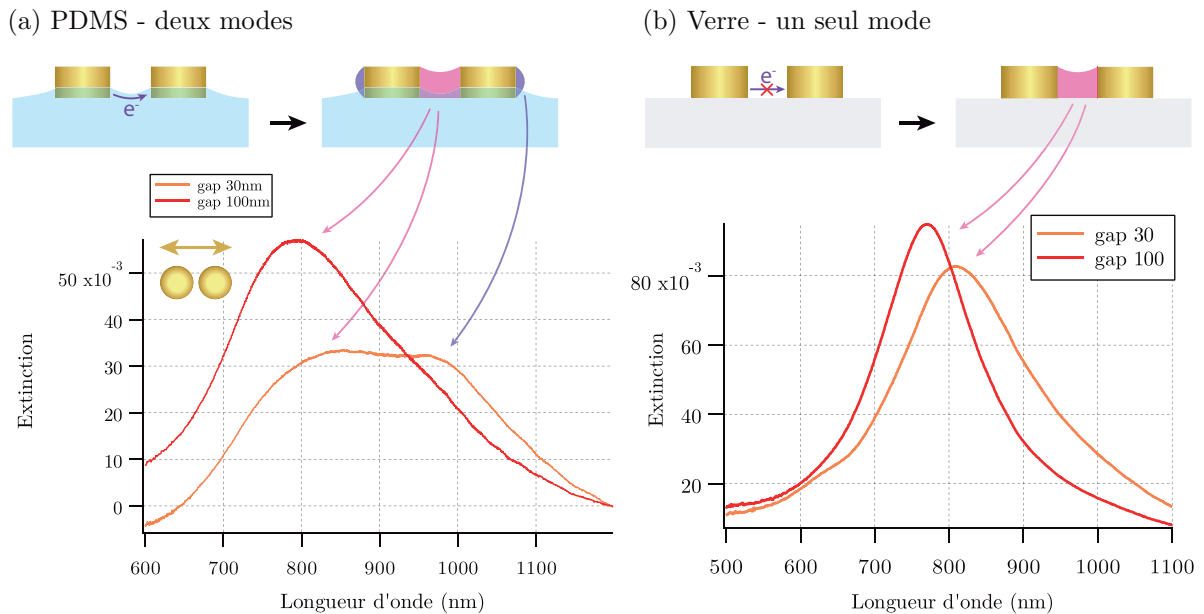 (a) PDMS - deux modes
e-
gap 30nm
gap 100nm
50 x10^-3
40
30
20
10
0
Extinction
600 700 800 900 1000 1100
Longueur d'onde (nm)
(b) Verre - un seul mode
e-
gap 30
gap 100
80 x10^-3
60
40
20
Extinction
500 600 700 800 900 1000 1100
Longueur d'onde (nm)